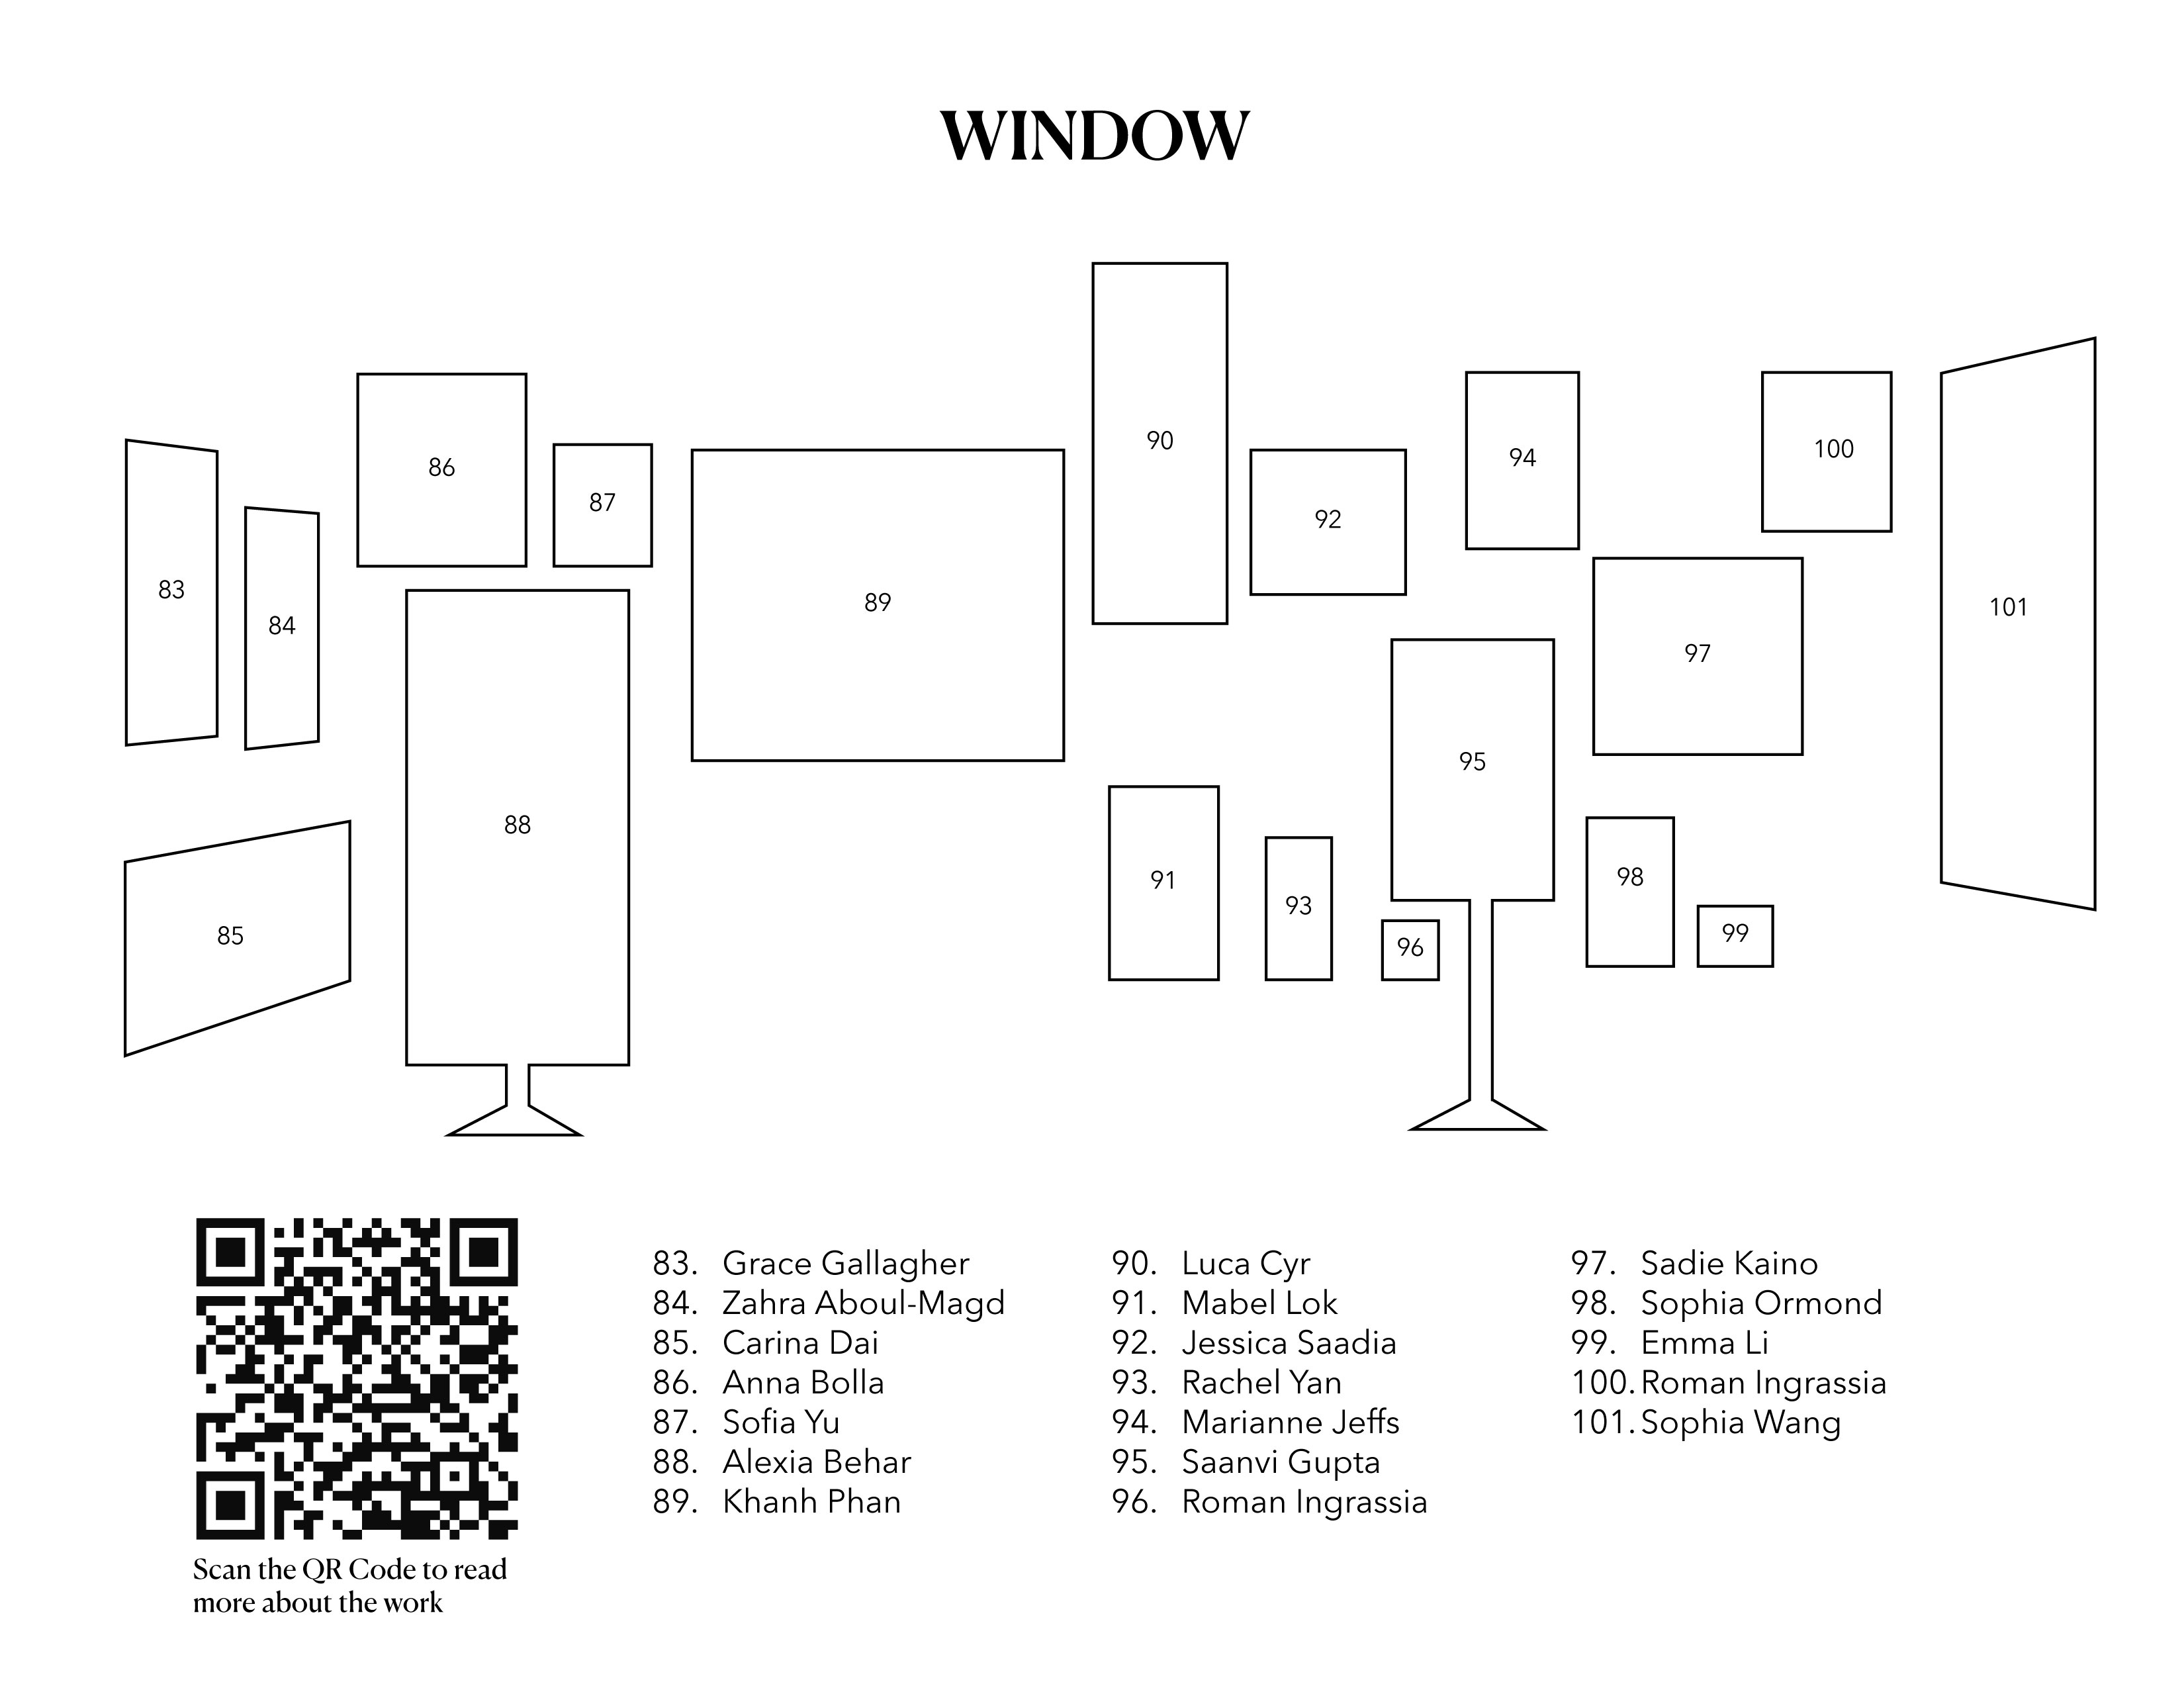 WINDOW
83
84
85
86
87
88
89
90
91
92
93
94
95
96
97
98
99
100
101
83. Grace Gallagher
84. Zahra Aboul-Magd
85. Carina Dai
86. Anna Bolla
87. Sofia Yu
88. Alexia Behar
89. Khanh Phan
90. Luca Cyr
91. Mabel Lok
92. Jessica Saadia
93. Rachel Yan
94. Marianne Jeffs
95. Saanvi Gupta
96. Roman Ingrassia
97. Sadie Kaino
98. Sophia Ormond
99. Emma Li
100. Roman Ingrassia
101. Sophia Wang
Scan the QR Code to read
more about the work